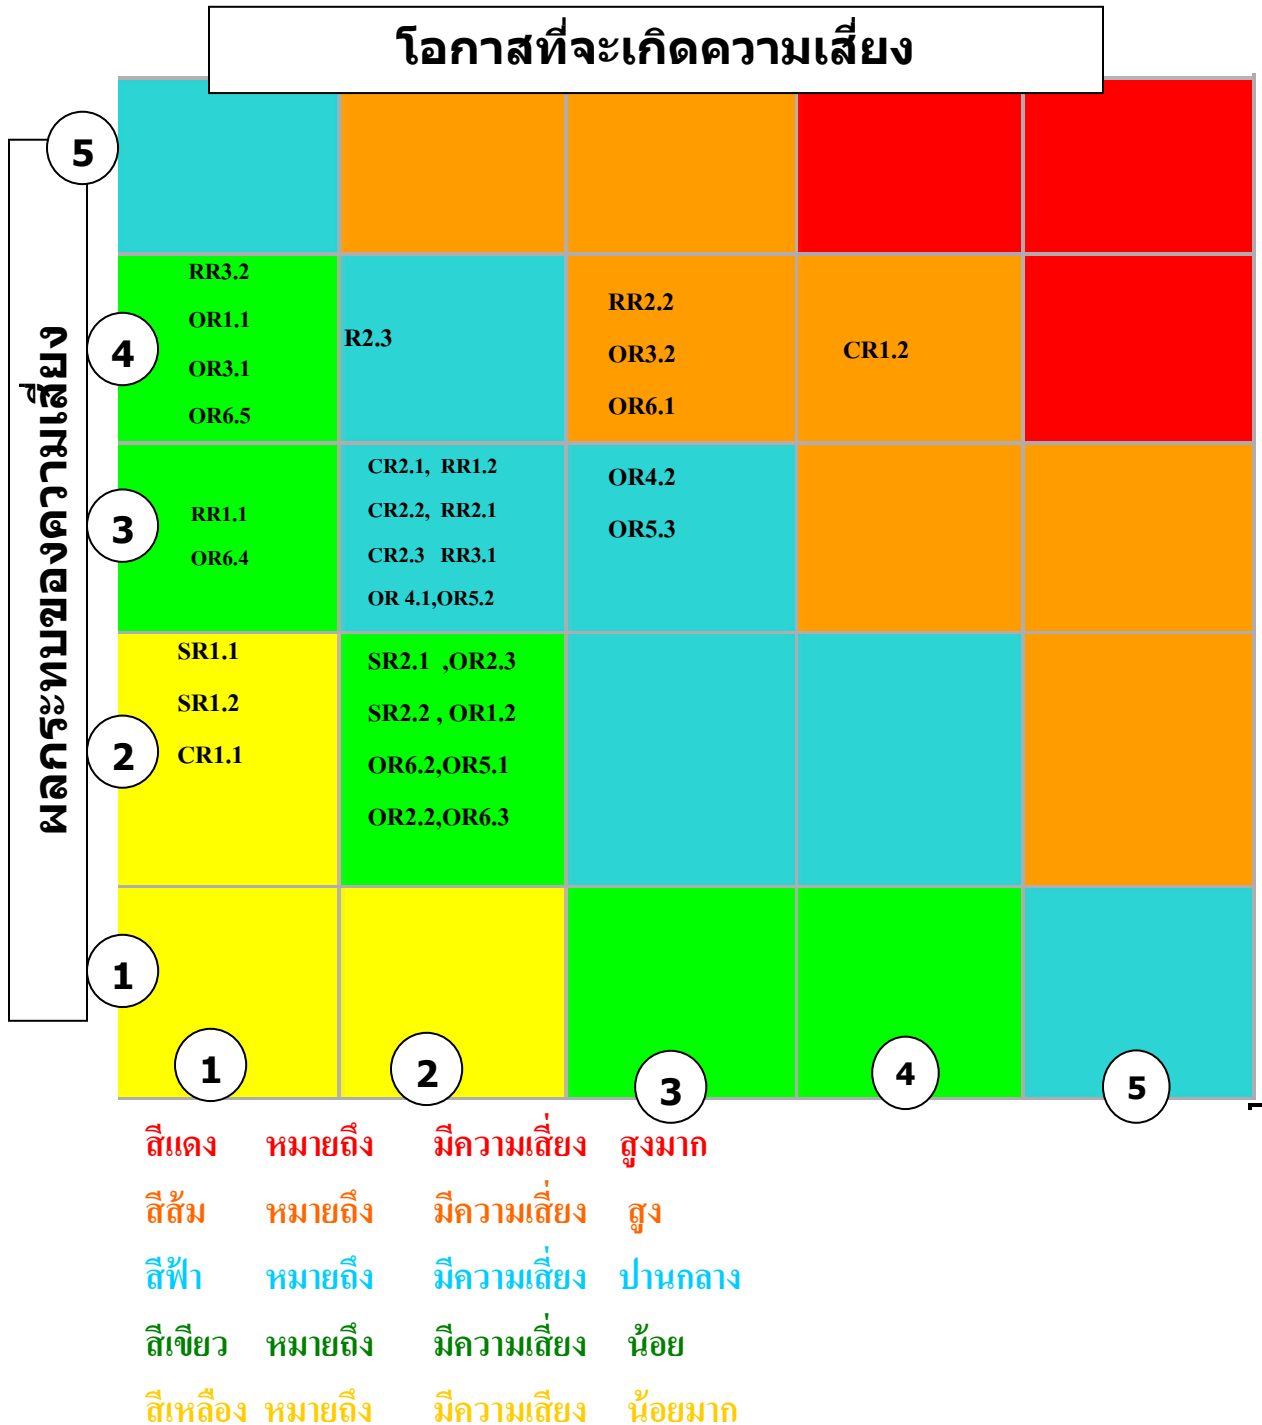 โอกาสที่จะเกิดความเสี่ยง
ผลกระทบของความเสี่ยง
5
4
RR3.2
OR1.1
OR3.1
OR6.5
R2.3
RR2.2
OR3.2
OR6.1
CR1.2
3
RR1.1
OR6.4
CR2.1, RR1.2
CR2.2, RR2.1
CR2.3 RR3.1
OR 4.1,OR5.2
OR4.2
OR5.3
2
SR1.1
SR1.2
CR1.1
SR2.1 ,OR2.3
SR2.2 , OR1.2
OR6.2,OR5.1
OR2.2,OR6.3
1
1 2 3 4 5
สีแดง หมายถึง มีความเสี่ยง สูงมาก
สีส้ม หมายถึง มีความเสี่ยง สูง
สีฟ้า หมายถึง มีความเสี่ยง ปานกลาง
สีเขียว หมายถึง มีความเสี่ยง น้อย
สีเหลือง หมายถึง มีความเสี่ยง น้อยมาก